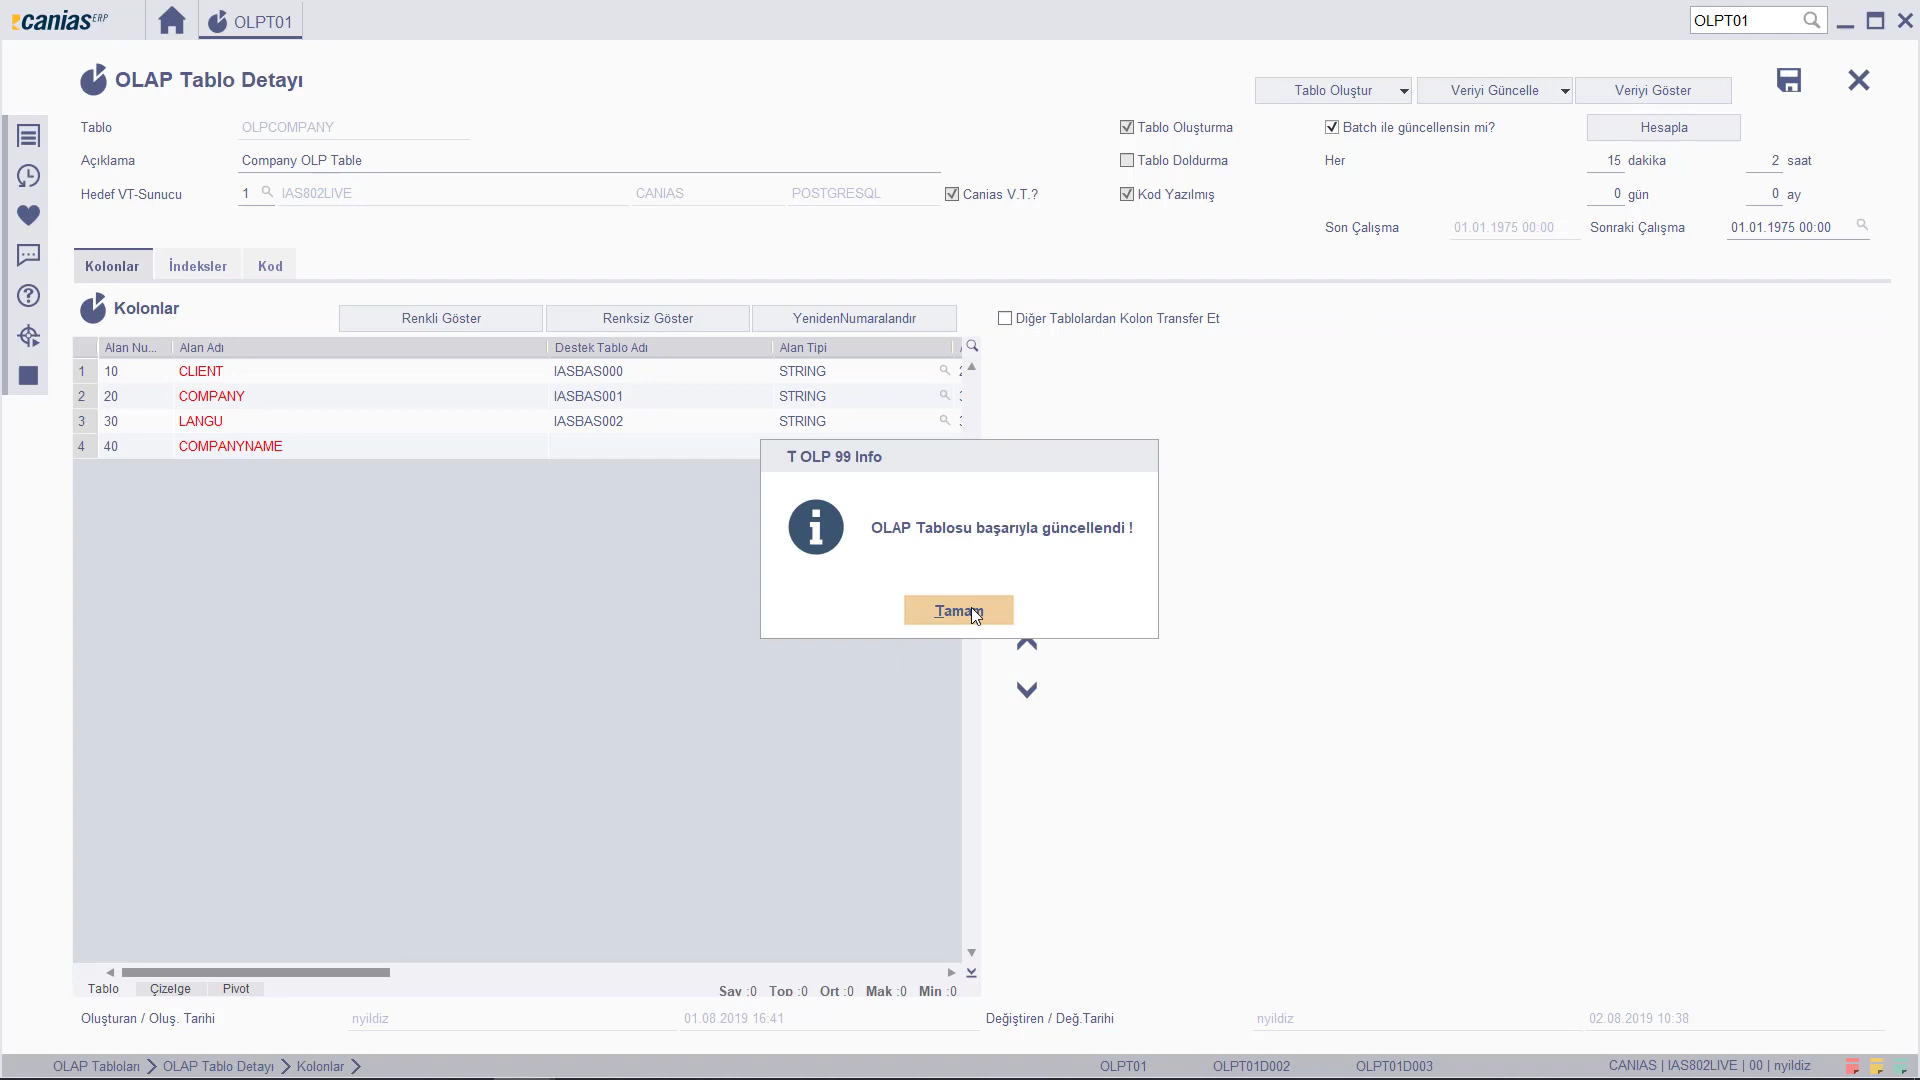 canias ERP
OLPT01
OLPT01
OLAP Tablo Detayı
Tablo Oluştur
Veriyi Güncelle
Veriyi Göster
Tablo
OLPCOMPANY
Tablo Oluşturma
Batch ile güncellensin mi?
Hesapla
Açıklama
Company OLP Table
Tablo Doldurma
Her
15 dakika
2 saat
Hedef VT-Sunucu
1
IAS802LIVE
CANIAS
POSTGRESQL
Canias V.T.?
Kod Yazılmış
0 gün
0 ay
Son Çalışma
01.01.1975 00:00
Sonraki Çalışma
01.01.1975 00:00
Kolonlar
İndeksler
Kod
Kolonlar
Renkli Göster
Renksiz Göster
YenidenNumaralandır
Diğer Tablolardan Kolon Transfer Et
Alan Nu... Alan Adı Destek Tablo Adı Alan Tipi
1 10 CLIENT IASBAS000 STRING
2 20 COMPANY IASBAS001 STRING
3 30 LANGU IASBAS002 STRING
4 40 COMPANYNAME
T OLP 99 Info
OLAP Tablosu başarıyla güncellendi !
Tamam
Tablo
Çizelge
Pivot
Say :0 Top :0 Ort :0 Mak :0 Min :0
Oluşturan / Oluş. Tarihi
nyildiz
01.08.2019 16:41
Değiştiren / Değ.Tarihi
nyildiz
02.08.2019 10:38
OLAP Tabloları
OLAP Tablo Detayı
Kolonlar
OLPT01
OLPT01D002
OLPT01D003
CANIAS | IAS802LIVE | 00 | nyildiz